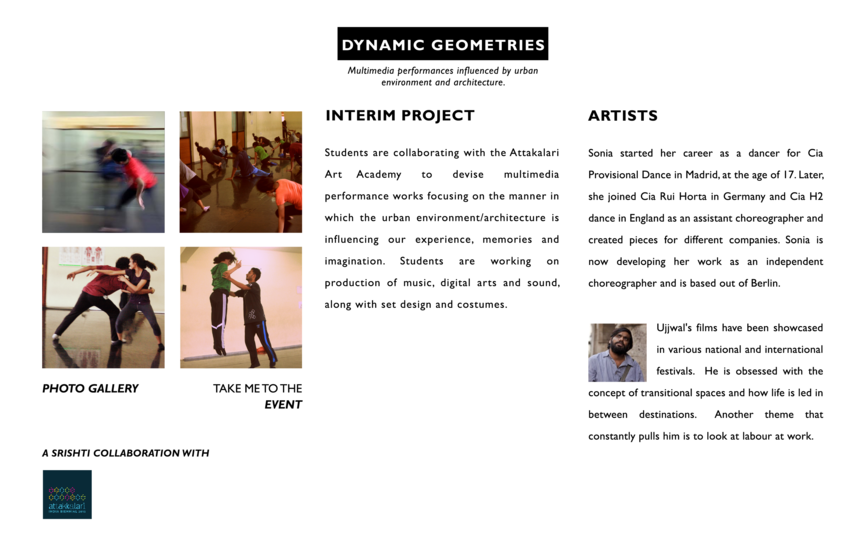 DYNAMIC GEOMETRIES
Multimedia performances influenced by urban
environment and architecture.
INTERIM PROJECT
Students are collaborating with the Attakalari
Art Academy to devise multimedia
performance works focusing on the manner in
which the urban environment/architecture is
influencing our experience, memories and
imagination. Students are working on
production of music, digital arts and sound,
along with set design and costumes.
ARTISTS
Sonia started her career as a dancer for Cia
Provisional Dance in Madrid, at the age of 17. Later,
she joined Cia Rui Horta in Germany and Cia H2
dance in England as an assistant choreographer and
created pieces for different companies. Sonia is
now developing her work as an independent
choreographer and is based out of Berlin.
Ujjwal's films have been showcased
in various national and international
festivals. He is obsessed with the
concept of transitional spaces and how life is led in
between destinations. Another theme that
constantly pulls him is to look at labour at work.
PHOTO GALLERY
TAKE ME TO THE
EVENT
A SRISHTI COLLABORATION WITH
attakkalari